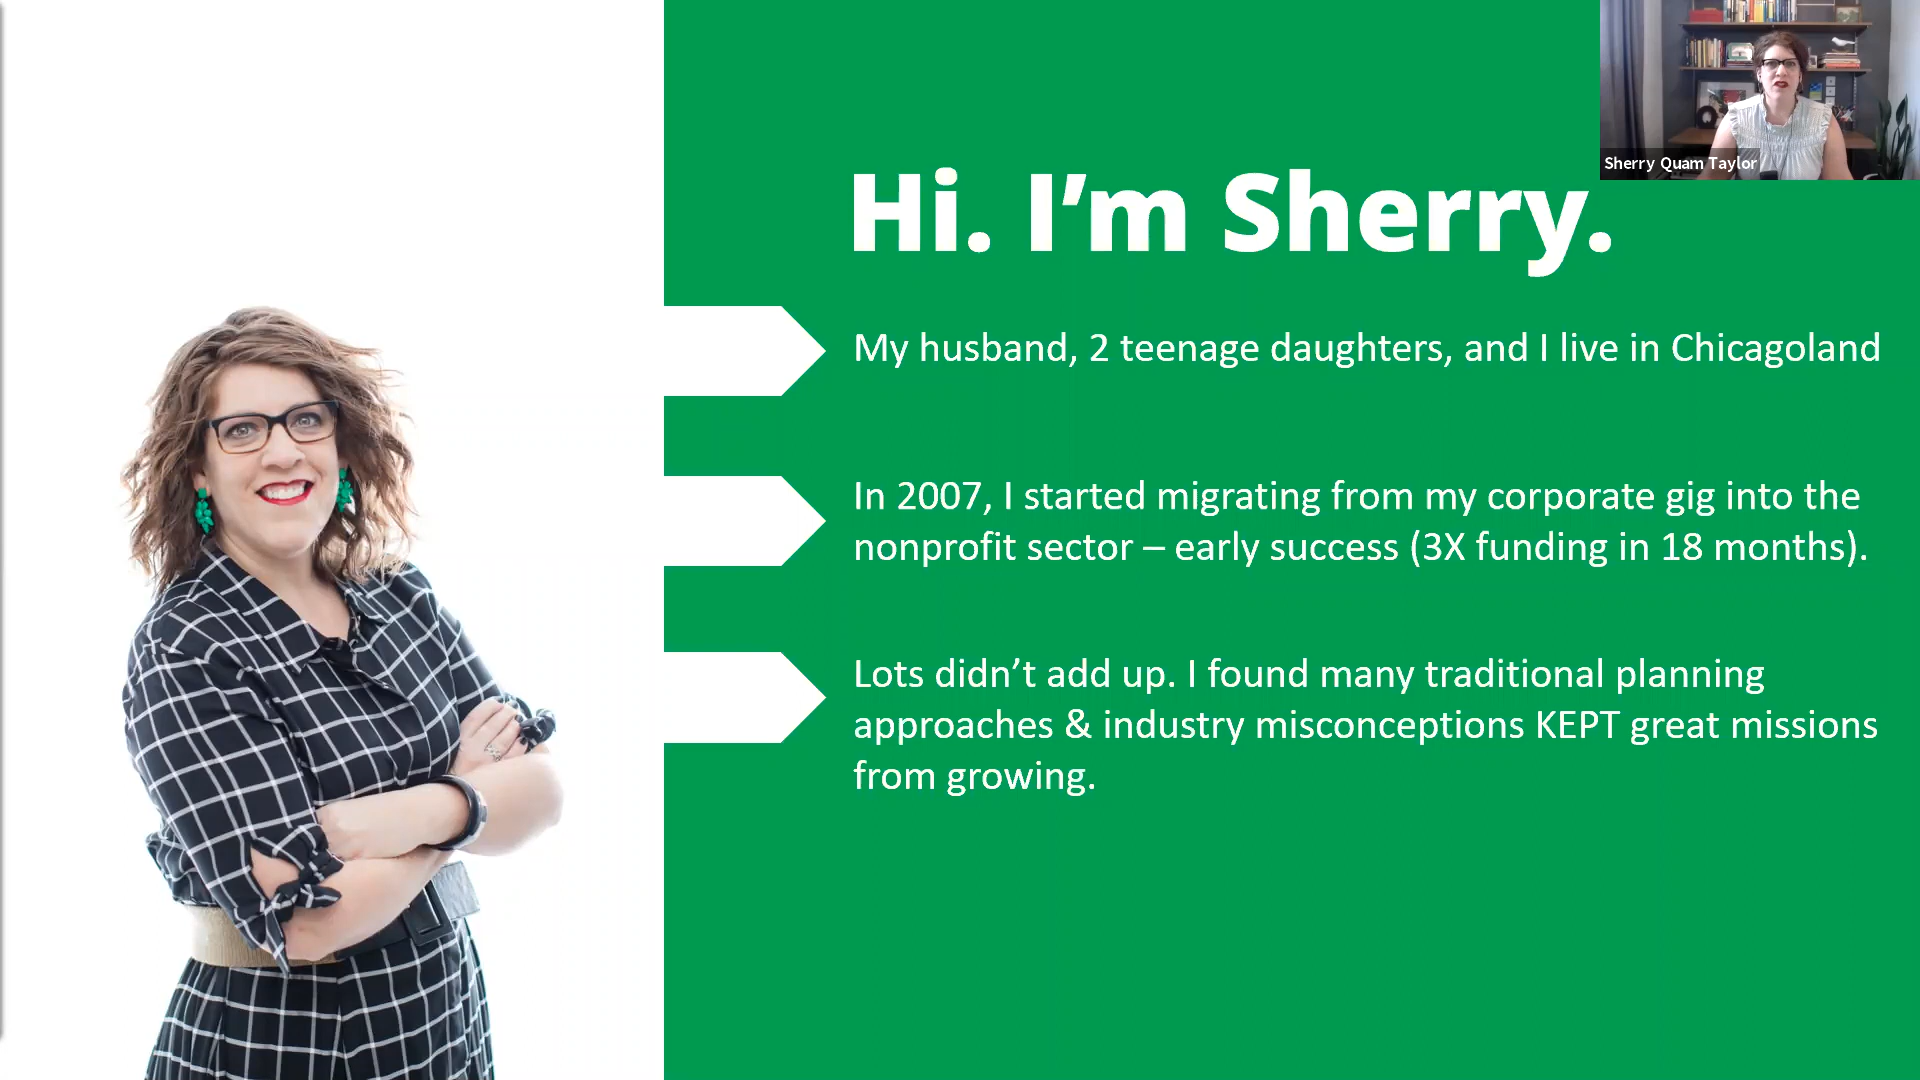 Sherry Quam Taylor
Hi. I’m Sherry.
My husband, 2 teenage daughters, and I live in Chicagoland
In 2007, I started migrating from my corporate gig into the
nonprofit sector – early success (3X funding in 18 months).
Lots didn’t add up. I found many traditional planning
approaches & industry misconceptions KEPT great missions
from growing.